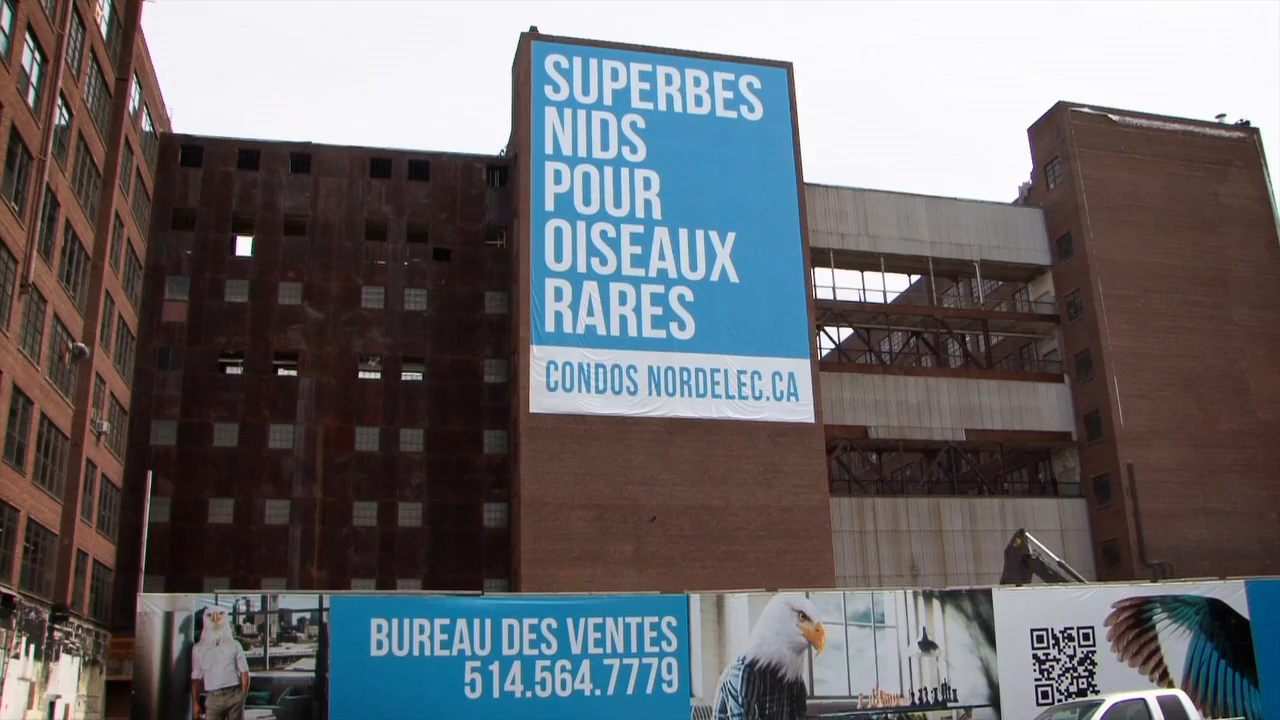 SUPERBES
NIDS
POUR
OISEAUX
RARES
CONDOS NORDELEC.CA
BUREAU DES VENTES
514.564.7779